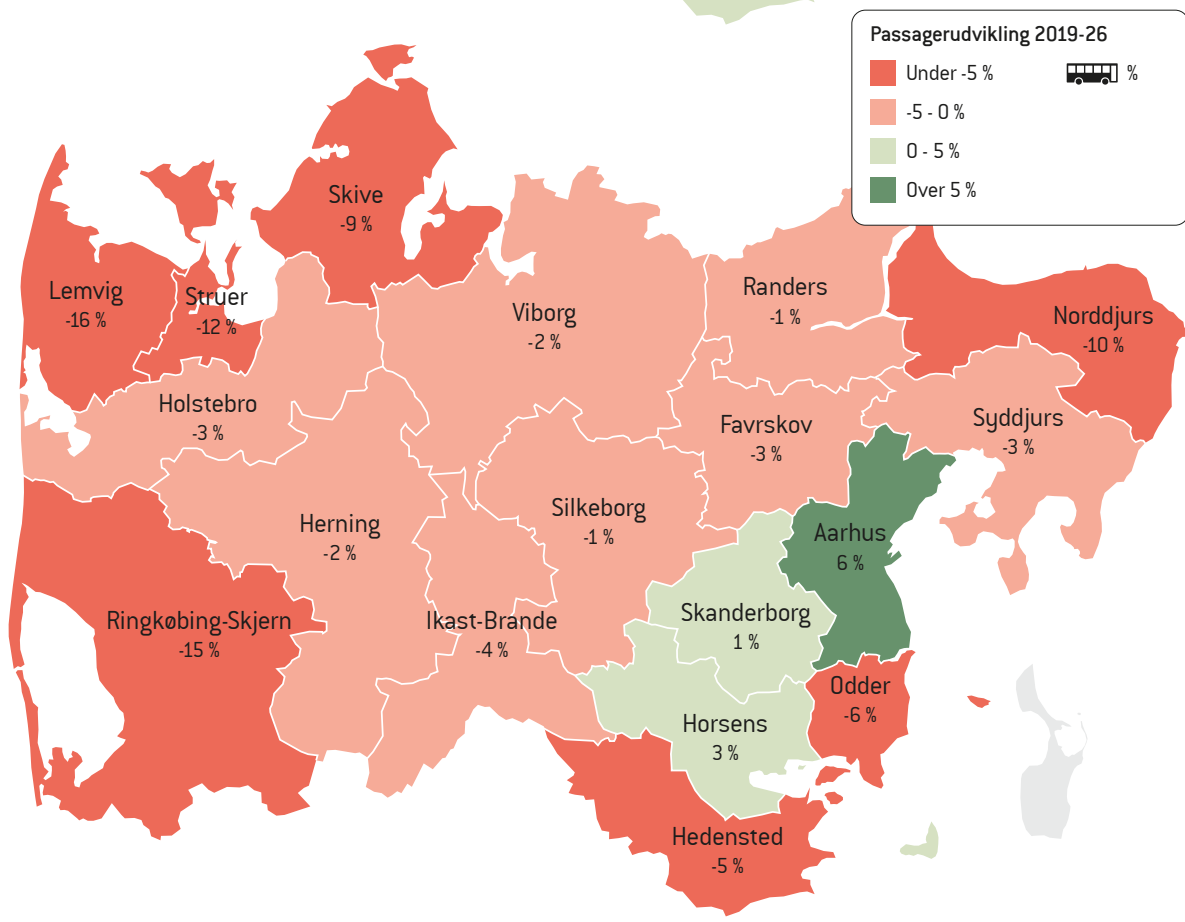 Passagerudvikling 2019-26
Under -5 %
%
-5 - 0 %
0 - 5 %
Over 5 %
Skive
-9 %
Lemvig
-16 %
Struer
-12 %
Viborg
-2 %
Randers
-1 %
Norddjurs
-10 %
Holstebro
-3 %
Favrskov
-3 %
Syddjurs
-3 %
Herning
-2 %
Silkeborg
-1 %
Aarhus
6 %
Ringkøbing-Skjern
-15 %
Ikast-Brande
-4 %
Skanderborg
1 %
Odder
-6 %
Horsens
3 %
Hedensted
-5 %